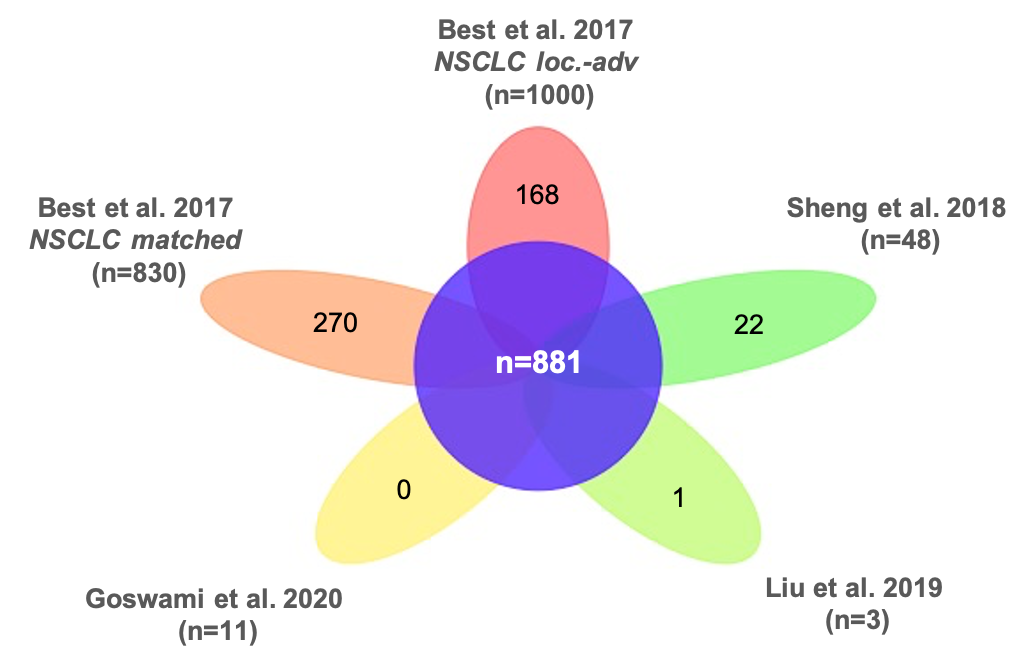 Best et al. 2017
NSCLC loc.-adv
(n=1000)
168
Best et al. 2017
NSCLC matched
(n=830)
270
Sheng et al. 2018
(n=48)
22
n=881
0
1
Goswami et al. 2020
(n=11)
Liu et al. 2019
(n=3)